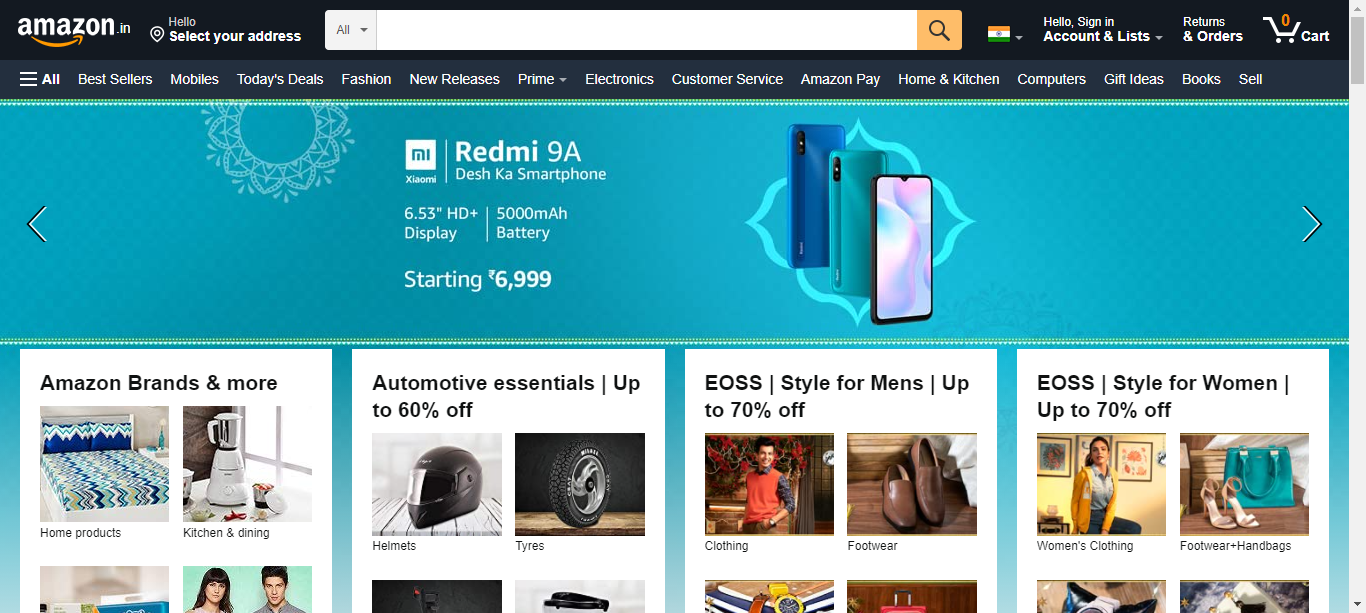 amazon.in
Hello
Select your address
All
Hello, Sign in
Account & Lists
Returns
& Orders
0
Cart
All
Best Sellers
Mobiles
Today's Deals
Fashion
New Releases
Prime
Electronics
Customer Service
Amazon Pay
Home & Kitchen
Computers
Gift Ideas
Books
Sell
mi
Xiaomi
Redmi 9A
Desh Ka Smartphone
6.53" HD+
Display
5000mAh
Battery
Starting ₹6,999
Amazon Brands & more
Home products
Kitchen & dining
Automotive essentials | Up
to 60% off
Helmets
Tyres
EOSS | Style for Mens | Up
to 70% off
Clothing
Footwear
EOSS | Style for Women |
Up to 70% off
Women's Clothing
Footwear+Handbags